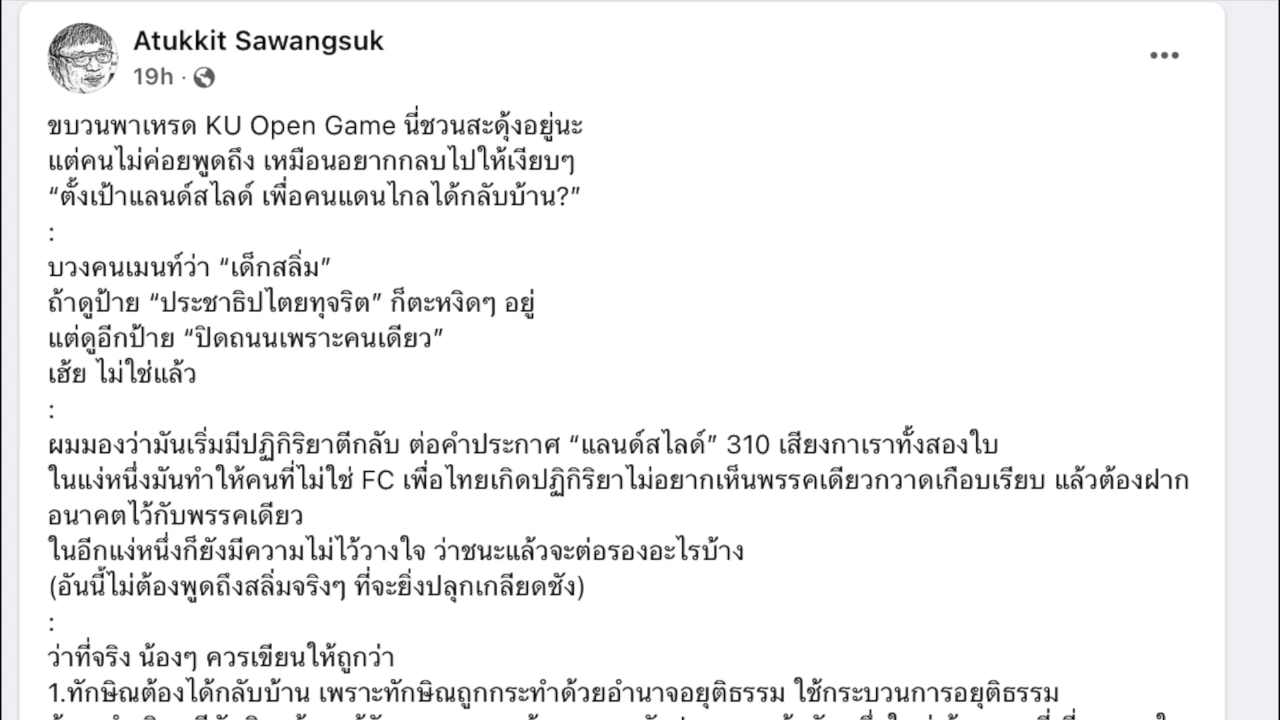 Atukkit Sawangsuk
19h ·
ขบวนพาเหรด KU Open Game นี่ชวนสะดุ้งอยู่นะ
แต่คนไม่ค่อยพูดถึง เหมือนอยากกลบไปให้เงียบๆ
“ตั้งเป้าแลนด์สไลด์ เพื่อคนแดนไกลได้กลับบ้าน?”
:
บวงคนเมนท์ว่า “เด็กสลิ่ม”
ถ้าดูป้าย “ประชาธิปไตยทุจริต” ก็ตะหงิดๆ อยู่
แต่ดูอีกป้าย “ปิดถนนเพราะคนเดียว”
เฮ้ย ไม่ใช่แล้ว
:
ผมมองว่ามันเริ่มมีปฏิกิริยาตีกลับ ต่อคำประกาศ “แลนด์สไลด์” 310 เสียงกาเราทั้งสองใบ
ในแง่หนึ่งมันทำให้คนที่ไม่ใช่ FC เพื่อไทยเกิดปฏิกิริยาไม่อยากเห็นพรรคเดียวกวาดเกือบเรียบ แล้วต้องฝาก
อนาคตไว้กับพรรคเดียว
ในอีกแง่หนึ่งก็ยังมีความไม่ไว้วางใจ ว่าชนะแล้วจะต่อรองอะไรบ้าง
(อันนี้ไม่ต้องพูดถึงสลิ่มจริงๆ ที่จะยิ่งปลุกเกลียดชัง)
:
ว่าที่จริง น้องๆ ควรเขียนให้ถูกว่า
1.ทักษิณต้องได้กลับบ้าน เพราะทักษิณถูกกระทำด้วยอำนาจอยุติธรรม ใช้กระบวนการอยุติธรรม